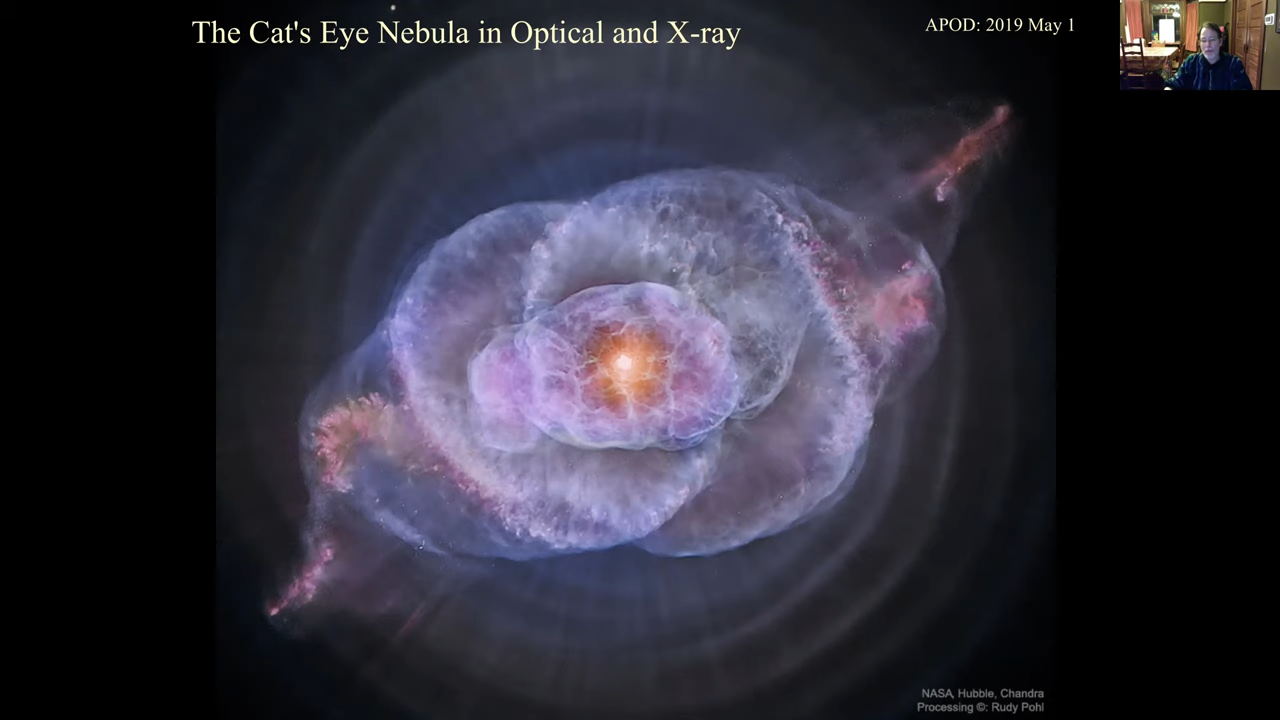 The Cat's Eye Nebula in Optical and X-ray
APOD: 2019 May 1
NASA, Hubble, Chandra
Processing ©: Rudy Pohl